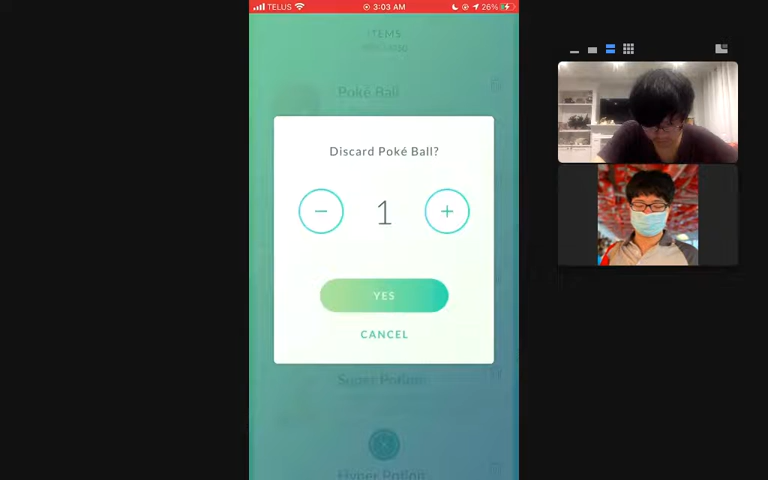 TELUS 3:03 AM 26%
ITEMS
Poké Ball
Discard Poké Ball?
− 1 +
YES
CANCEL
Super Potion
Hyper Potion